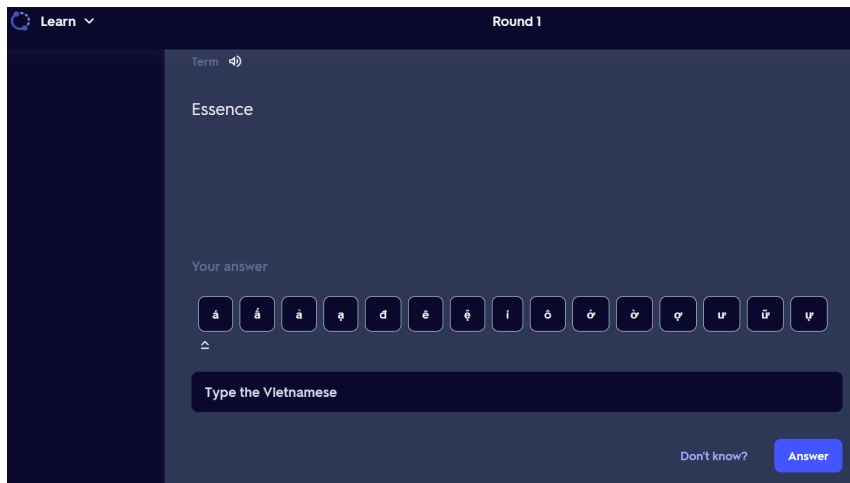 Learn
Round 1
Term
Essence
Your answer
á ấ ả ạ đ ê ệ í ô ớ ờ ợ ư ữ ự
Type the VIetnamese
Don't know?
Answer